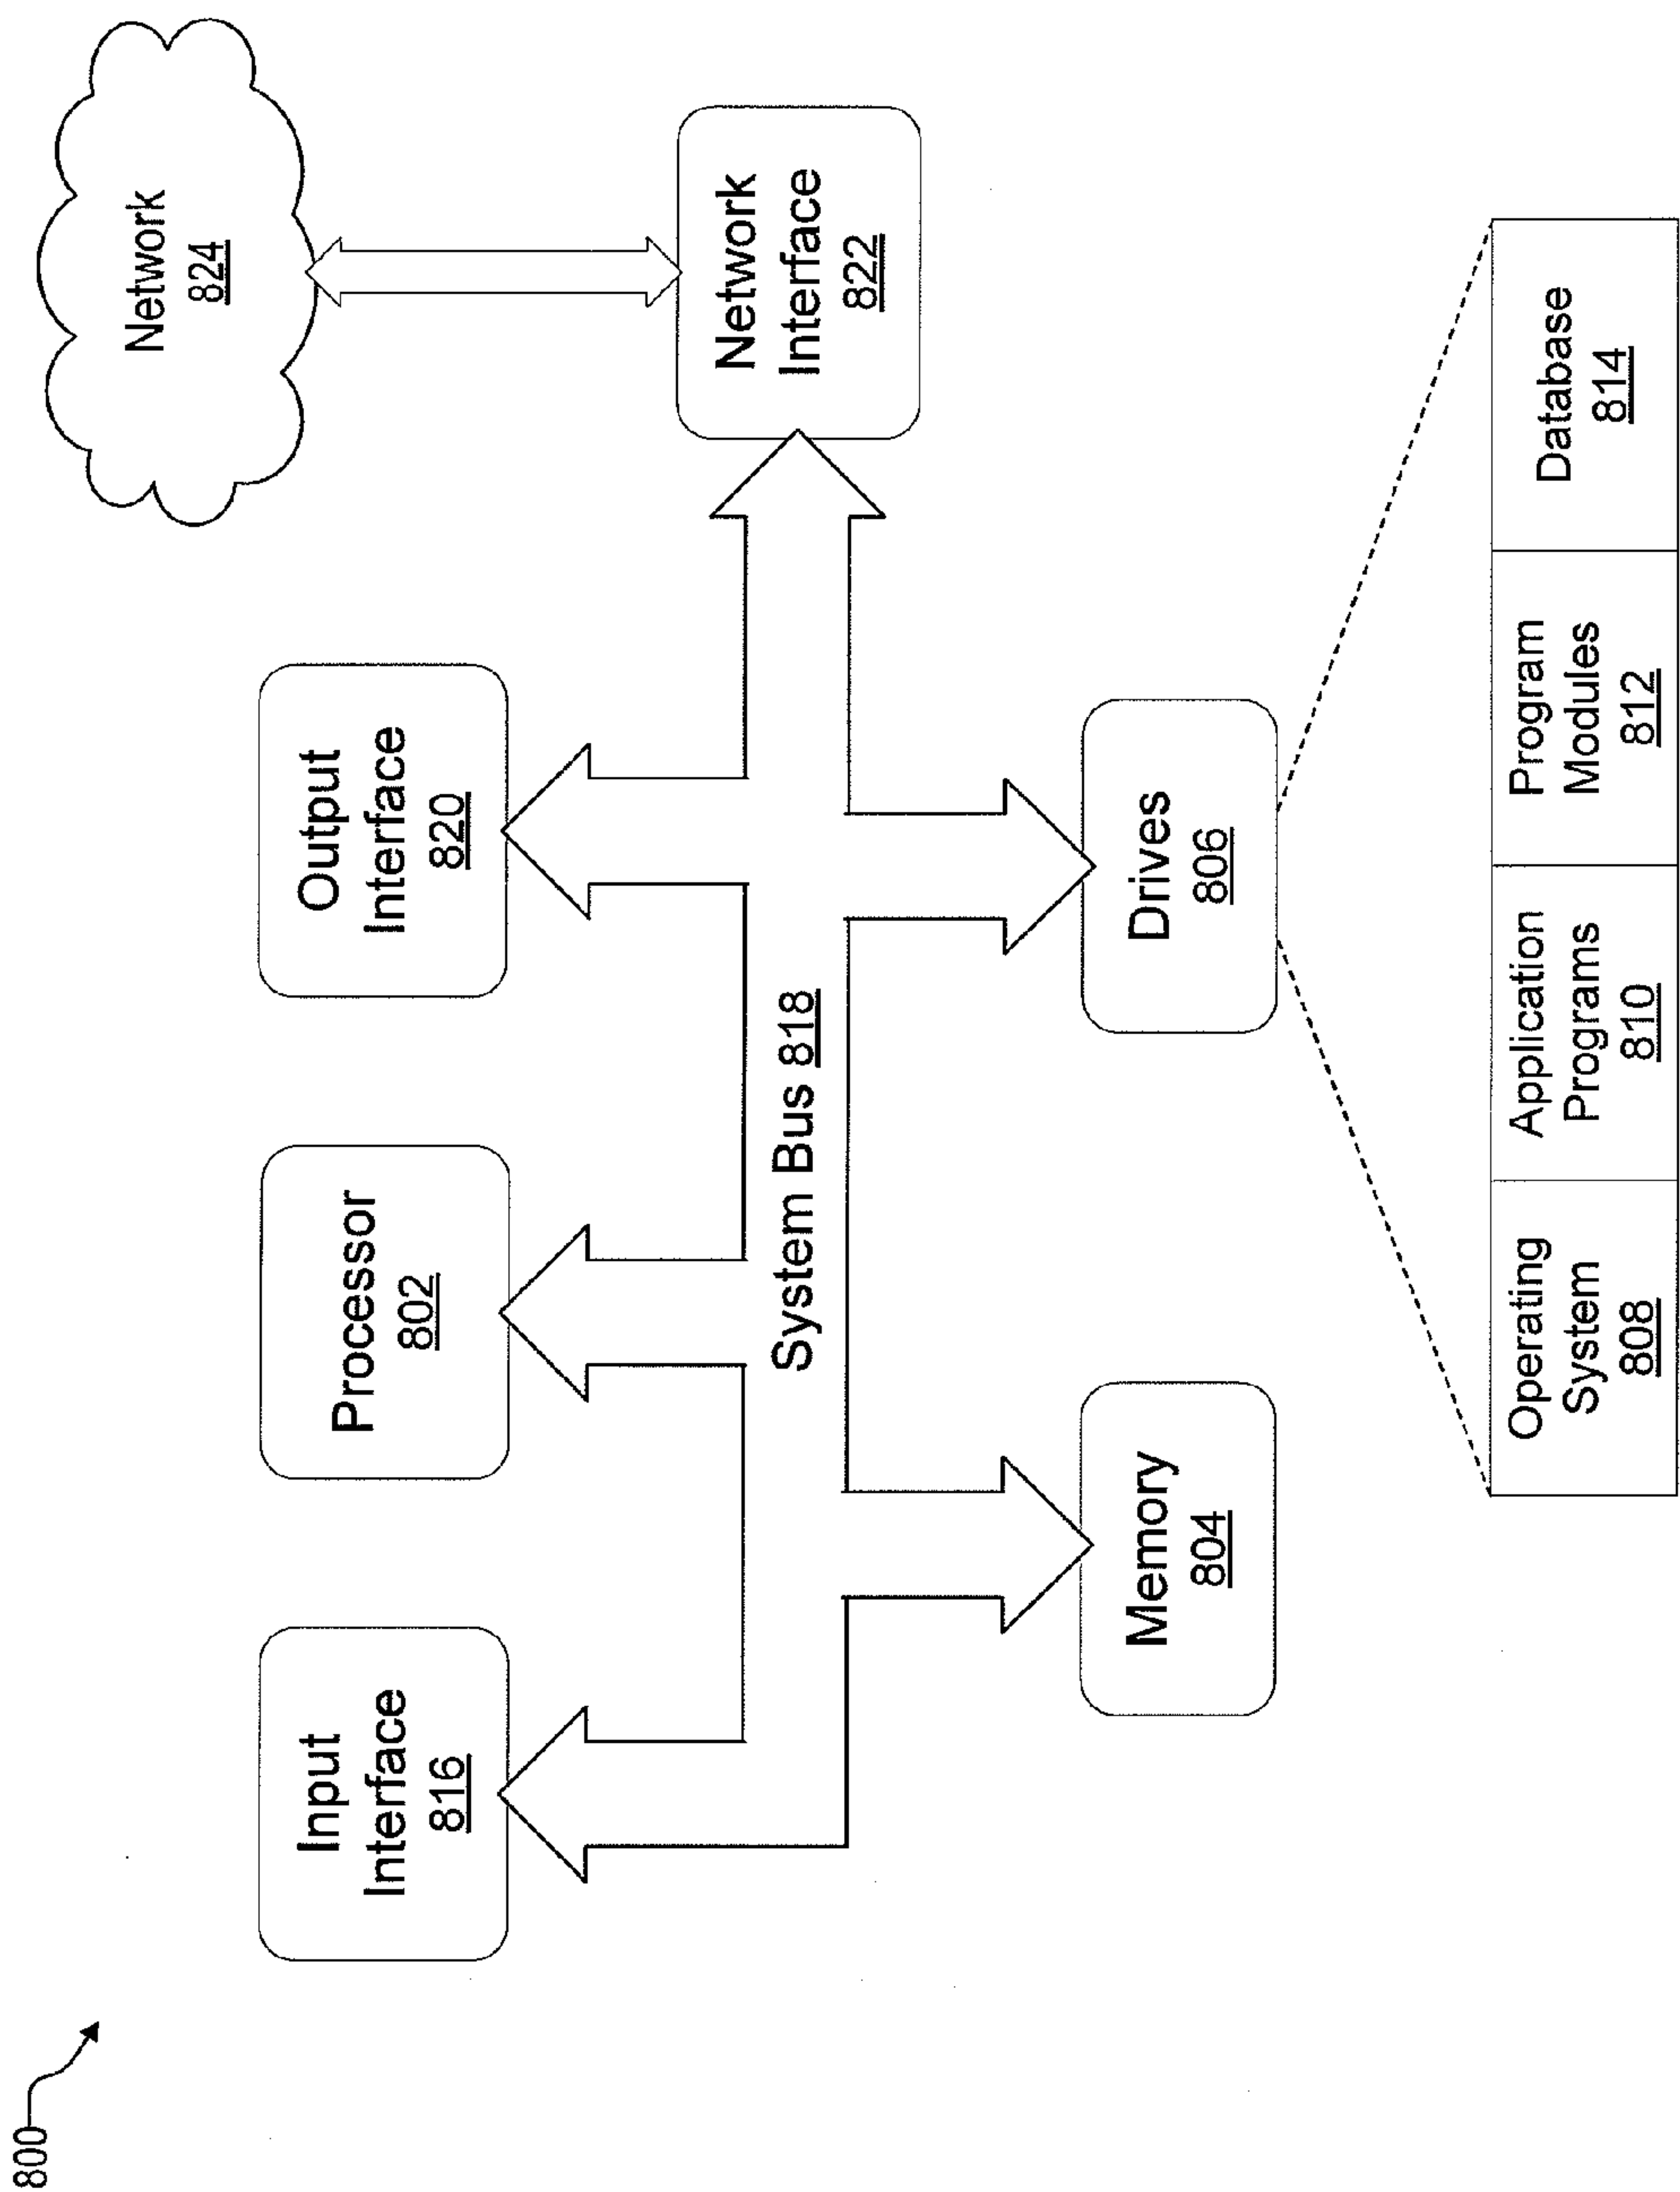 800
Network
824
Input
Interface
816
Processor
802
Output
Interface
820
Network
Interface
822
System Bus 818
Memory
804
Drives
806
Operating
System
808
Application
Programs
810
Program
Modules
812
Database
814